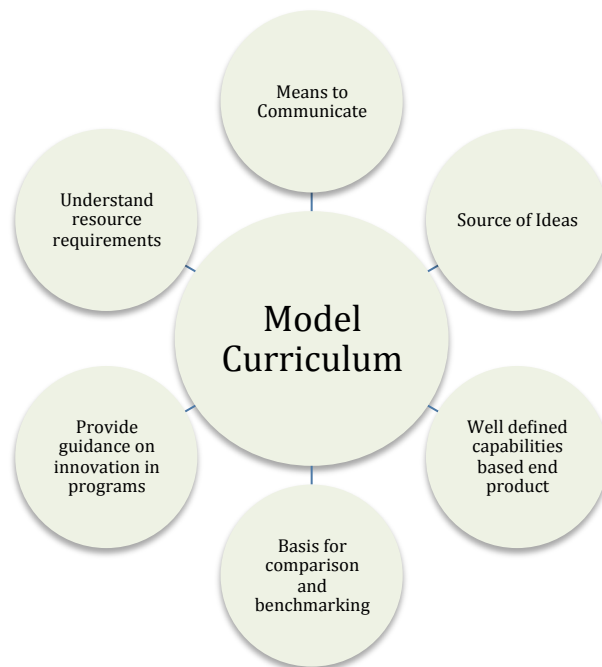 Means to
Communicate
Source of Ideas
Well defined
capabilities
based end
product
Basis for
comparison
and
benchmarking
Provide
guidance on
innovation in
programs
Understand
resource
requirements
Model
Curriculum